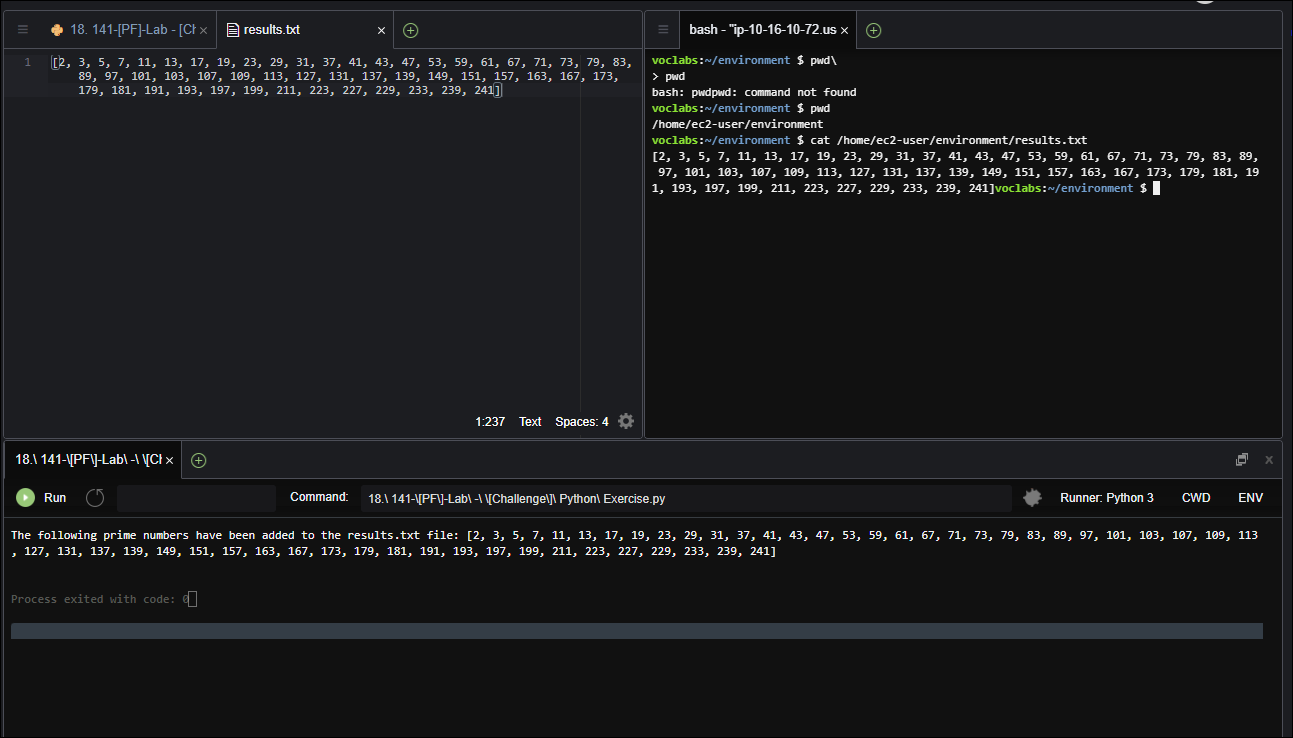 18. 141-[PF]-Lab - [Ch
results.txt
1
[2, 3, 5, 7, 11, 13, 17, 19, 23, 29, 31, 37, 41, 43, 47, 53, 59, 61, 67, 71, 73, 79, 83,
89, 97, 101, 103, 107, 109, 113, 127, 131, 137, 139, 149, 151, 157, 163, 167, 173,
179, 181, 191, 193, 197, 199, 211, 223, 227, 229, 233, 239, 241]
1:237 Text Spaces: 4
bash - "ip-10-16-10-72.us
voclabs:~/environment $ pwd\
> pwd
bash: pwdpwd: command not found
voclabs:~/environment $ pwd
/home/ec2-user/environment
voclabs:~/environment $ cat /home/ec2-user/environment/results.txt
[2, 3, 5, 7, 11, 13, 17, 19, 23, 29, 31, 37, 41, 43, 47, 53, 59, 61, 67, 71, 73, 79, 83, 89,
97, 101, 103, 107, 109, 113, 127, 131, 137, 139, 149, 151, 157, 163, 167, 173, 179, 181, 19
1, 193, 197, 199, 211, 223, 227, 229, 233, 239, 241]voclabs:~/environment $
18.\ 141-\[PF\]-Lab\ -\ \[Ch
Run
Command: 18.\ 141-\[PF\]-Lab\ -\ \[Challenge\]\ Python\ Exercise.py
Runner: Python 3 CWD ENV
The following prime numbers have been added to the results.txt file: [2, 3, 5, 7, 11, 13, 17, 19, 23, 29, 31, 37, 41, 43, 47, 53, 59, 61, 67, 71, 73, 79, 83, 89, 97, 101, 103, 107, 109, 113
, 127, 131, 137, 139, 149, 151, 157, 163, 167, 173, 179, 181, 191, 193, 197, 199, 211, 223, 227, 229, 233, 239, 241]
Process exited with code: 0